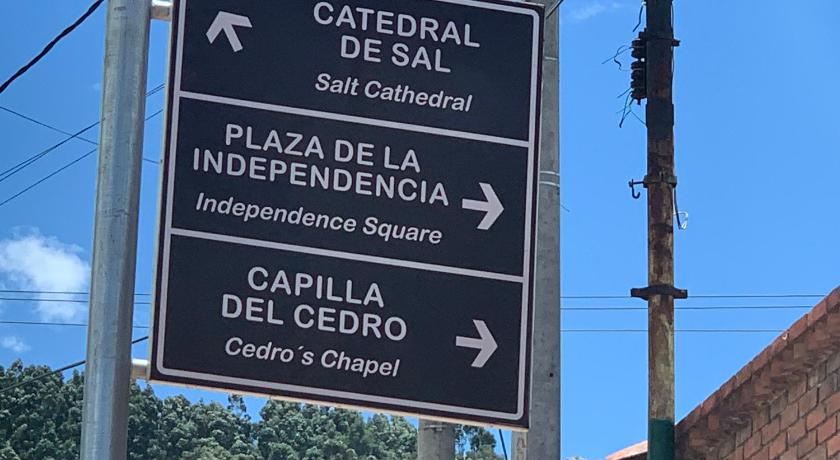 CATEDRAL
DE SAL
Salt Cathedral
PLAZA DE LA
INDEPENDENCIA
Independence Square
CAPILLA
DEL CEDRO
Cedro´s Chapel